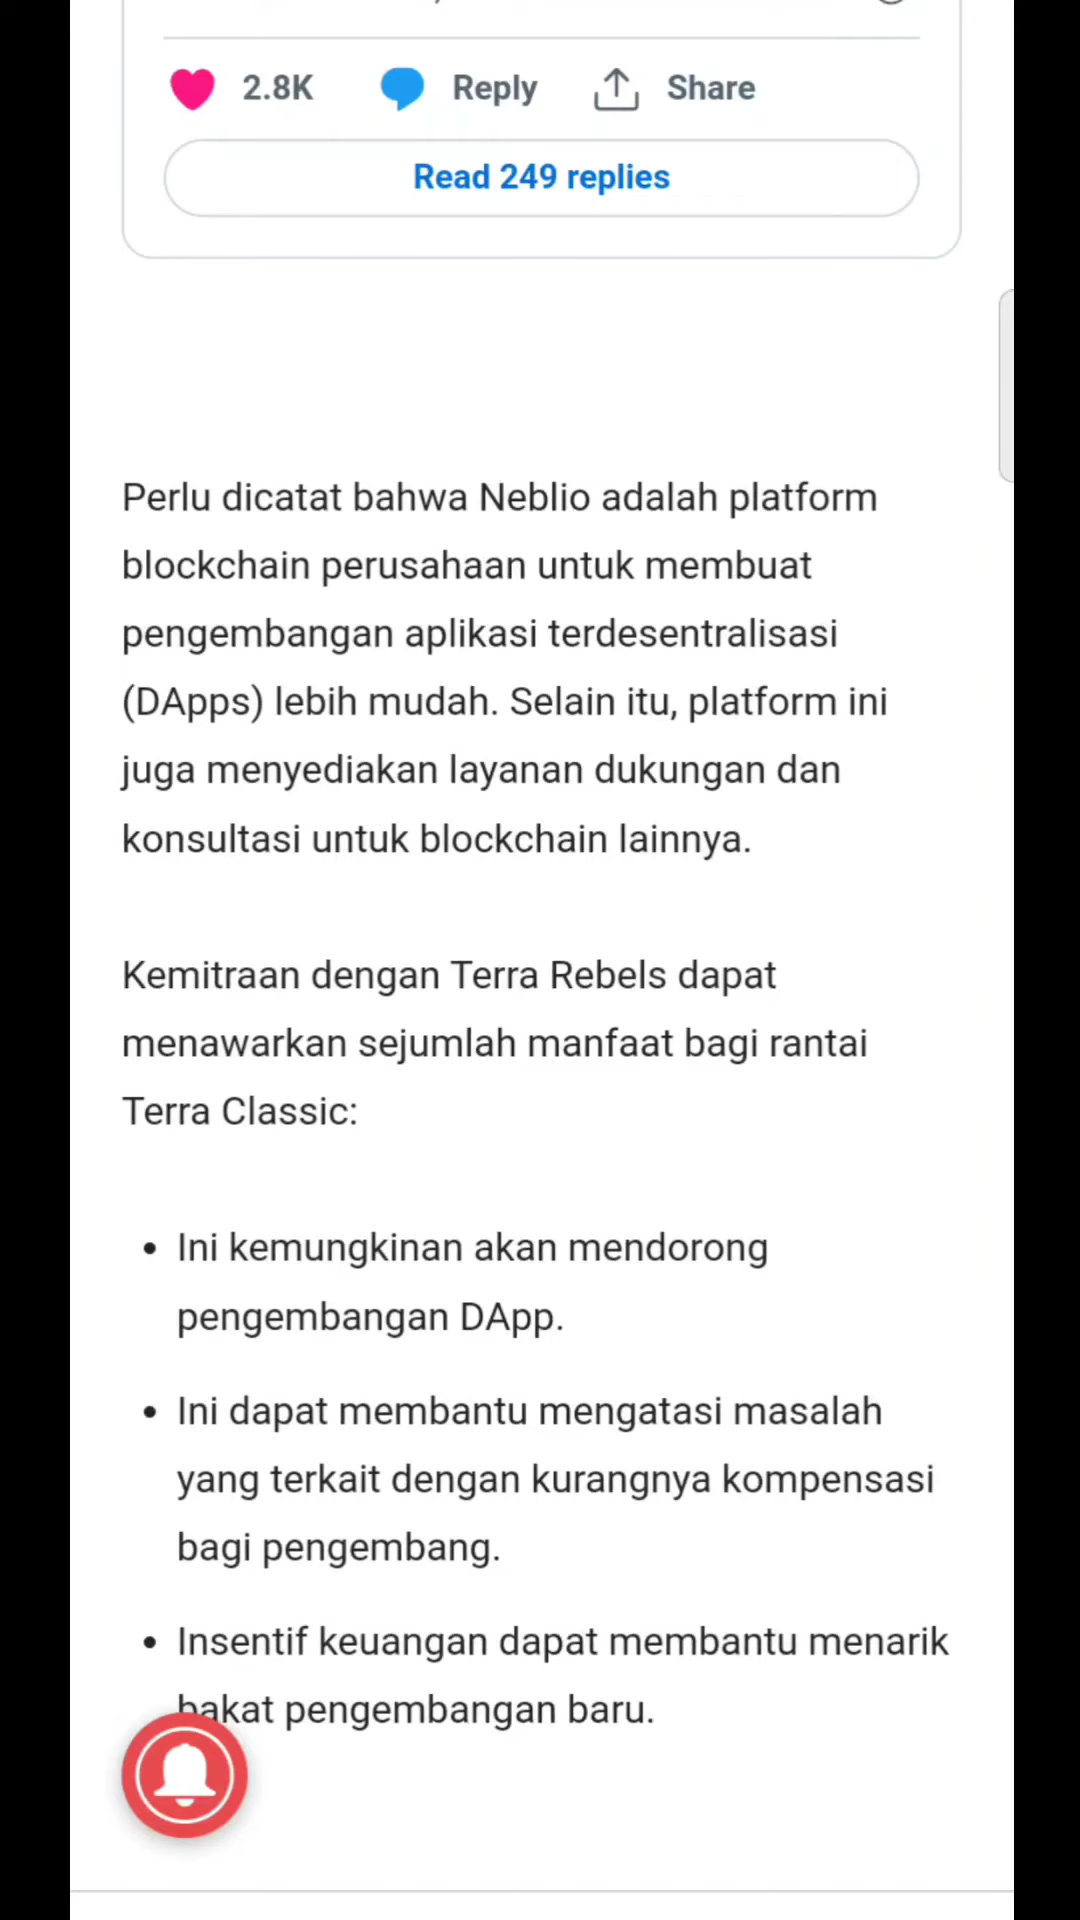 2.8K Reply Share
Read 249 replies
Perlu dicatat bahwa Neblio adalah platform
blockchain perusahaan untuk membuat
pengembangan aplikasi terdesentralisasi
(DApps) lebih mudah. Selain itu, platform ini
juga menyediakan layanan dukungan dan
konsultasi untuk blockchain lainnya.
Kemitraan dengan Terra Rebels dapat
menawarkan sejumlah manfaat bagi rantai
Terra Classic:
• Ini kemungkinan akan mendorong
pengembangan DApp.
• Ini dapat membantu mengatasi masalah
yang terkait dengan kurangnya kompensasi
bagi pengembang.
• Insentif keuangan dapat membantu menarik
bakat pengembangan baru.